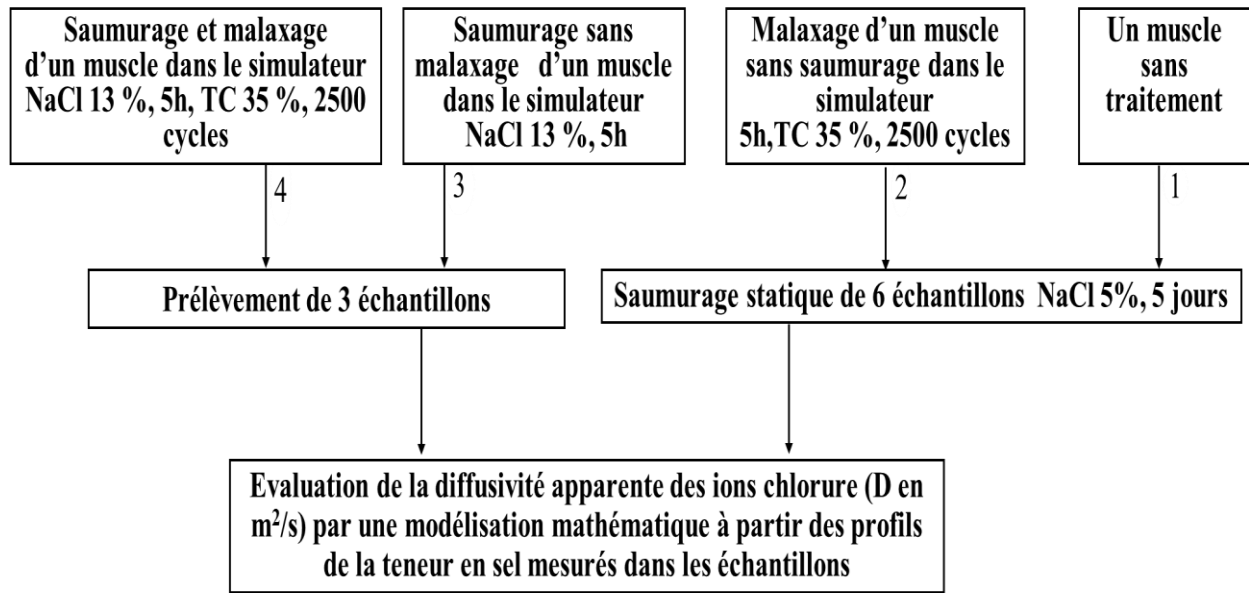 Saumurage et malaxage
d’un muscle dans le simulateur
NaCl 13 %, 5h, TC 35 %, 2500
cycles
Saumurage sans
malaxage d’un muscle
dans le simulateur
NaCl 13 %, 5h
Malaxage d’un muscle
sans saumurage dans le
simulateur
5h,TC 35 %, 2500 cycles
Un muscle
sans
traitement
4
3
2
1
Prélèvement de 3 échantillons
Saumurage statique de 6 échantillons NaCl 5%, 5 jours
Evaluation de la diffusivité apparente des ions chlorure (D en
m²/s) par une modélisation mathématique à partir des profils
de la teneur en sel mesurés dans les échantillons